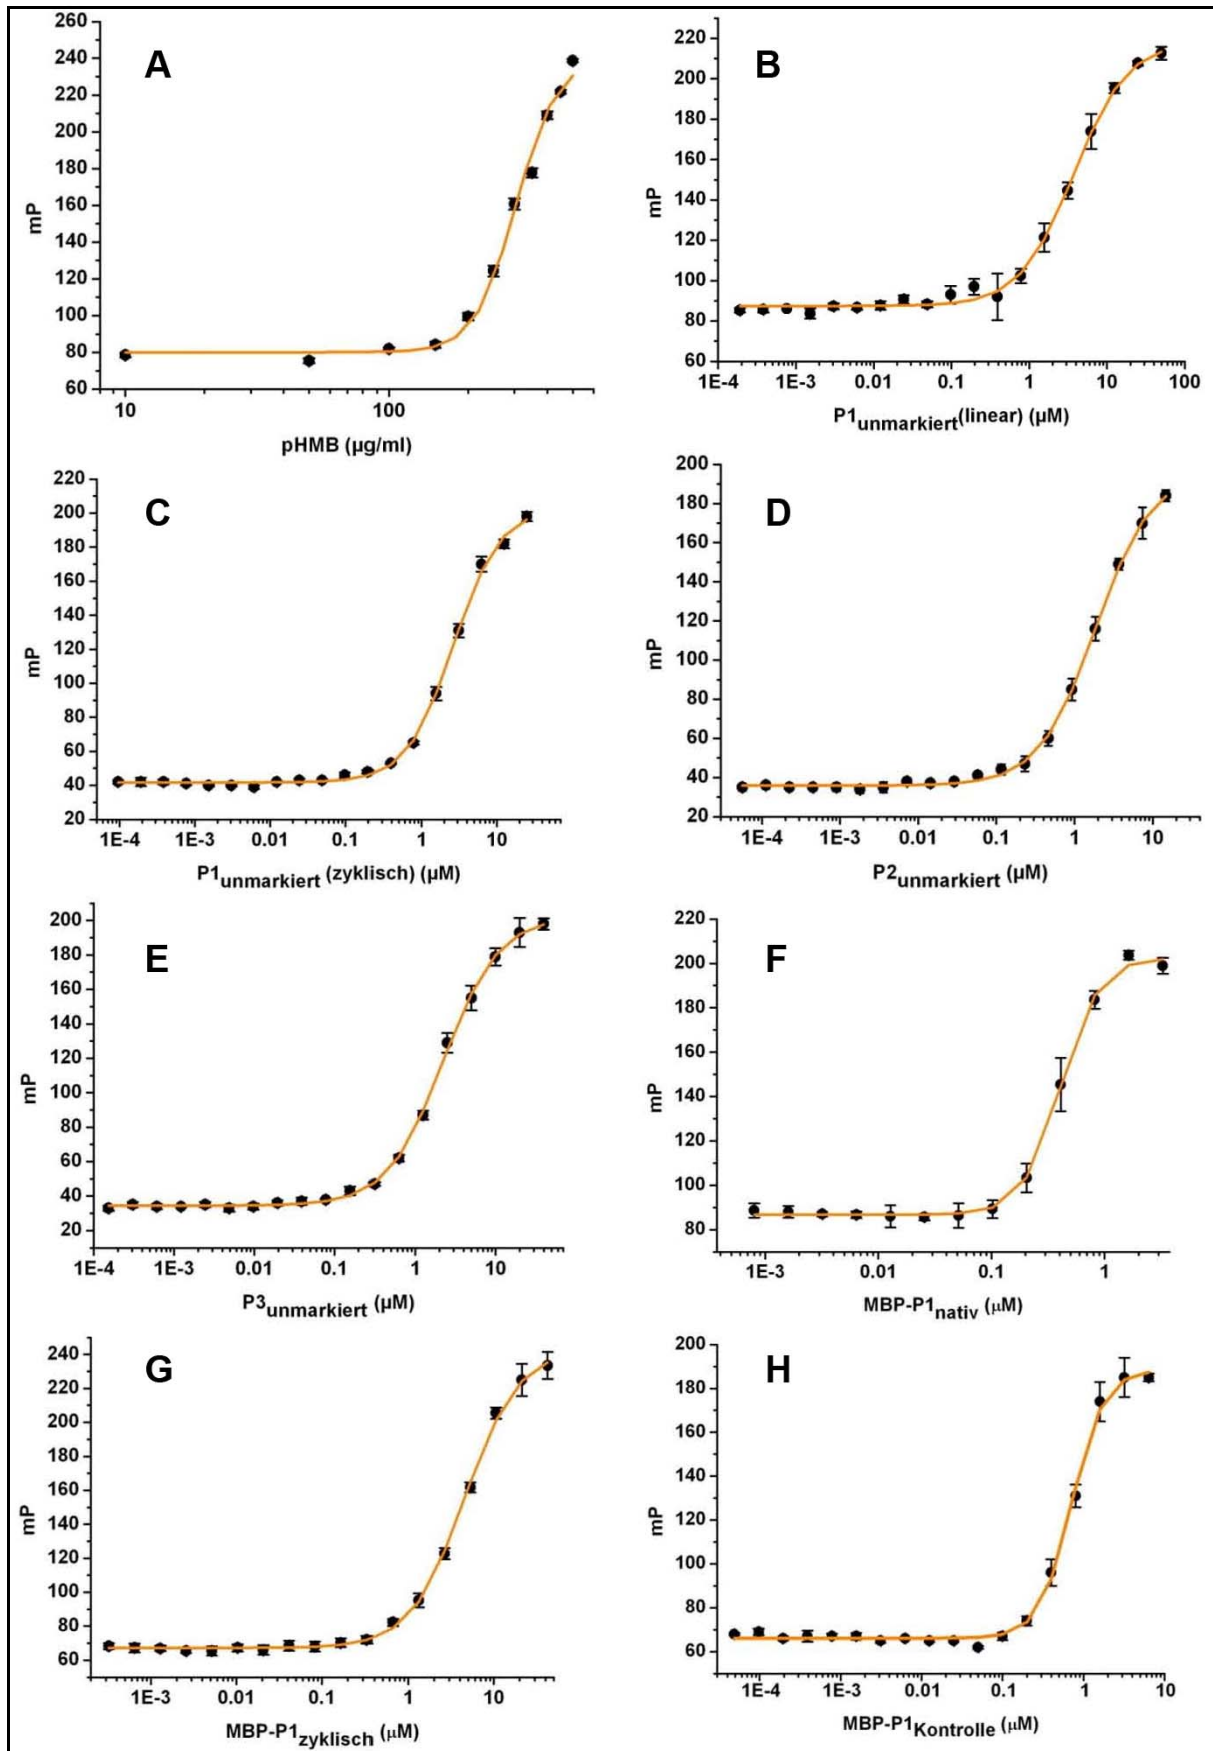 A
260
240
220
200
180
160
140
120
100
80
60
mP
10 100
pHMB (µg/ml)
B
220
200
180
160
140
120
100
80
60
mP
1E-4 1E-3 0.01 0.1 1 10 100
P1unmarkiert(linear) (µM)
C
220
200
180
160
140
120
100
80
60
40
20
mP
1E-4 1E-3 0.01 0.1 1 10
P1unmarkiert (zyklisch) (µM)
D
200
180
160
140
120
100
80
60
40
20
mP
1E-4 1E-3 0.01 0.1 1 10
P2unmarkiert (µM)
E
200
180
160
140
120
100
80
60
40
20
mP
1E-4 1E-3 0.01 0.1 1 10
P3unmarkiert (µM)
F
220
200
180
160
140
120
100
80
mP
1E-3 0.01 0.1 1
MBP-P1nativ (µM)
G
240
220
200
180
160
140
120
100
80
60
mP
1E-3 0.01 0.1 1 10
MBP-P1zyklisch (µM)
H
200
180
160
140
120
100
80
60
mP
1E-4 1E-3 0.01 0.1 1 10
MBP-P1Kontrolle (µM)